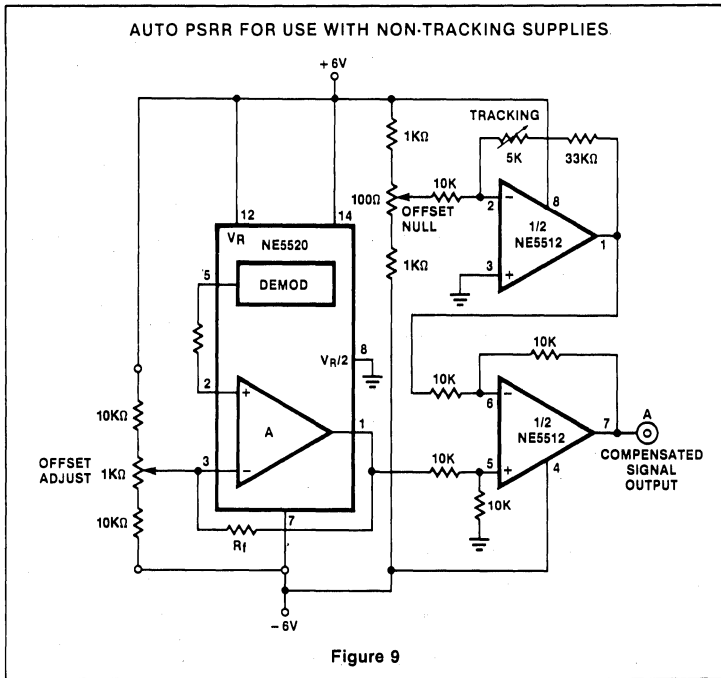 AUTO PSRR FOR USE WITH NON-TRACKING SUPPLIES
+6V
TRACKING
1KΩ
5K
33KΩ
10K
100Ω
OFFSET
NULL
2
−
8
1/2
NE5512
1
3
+
1KΩ
12
14
VR
NE5520
5
DEMOD
VR/2
8
2
+
A
1
3
−
7
Rf
10KΩ
OFFSET
ADJUST
1KΩ
10KΩ
10K
10K
6
−
1/2
NE5512
7
A
COMPENSATED
SIGNAL
OUTPUT
10K
5
+
4
10K
−6V
Figure 9